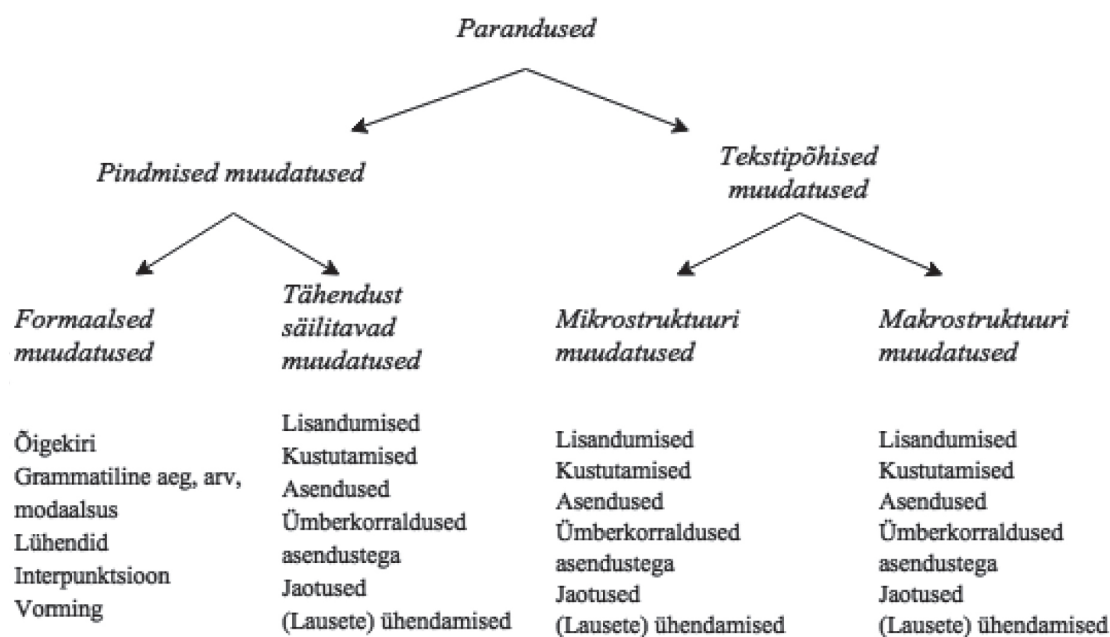 Parandused
Pindmised muudatused
Tekstipõhised
muudatused
Formaalsed
muudatused
Õigekiri
Grammatiline aeg, arv,
modaalsus
Lühendid
Interpunktsioon
Vorming
Tähendust
säilitavad
muudatused
Lisandumised
Kustutamised
Asendused
Ümberkorraldused
asendustega
Jaotused
(Lausete) ühendamised
Mikrostruktuuri
muudatused
Lisandumised
Kustutamised
Asendused
Ümberkorraldused
asendustega
Jaotused
(Lausete) ühendamised
Makrostruktuuri
muudatused
Lisandumised
Kustutamised
Asendused
Ümberkorraldused
asendustega
Jaotused
(Lausete) ühendamised